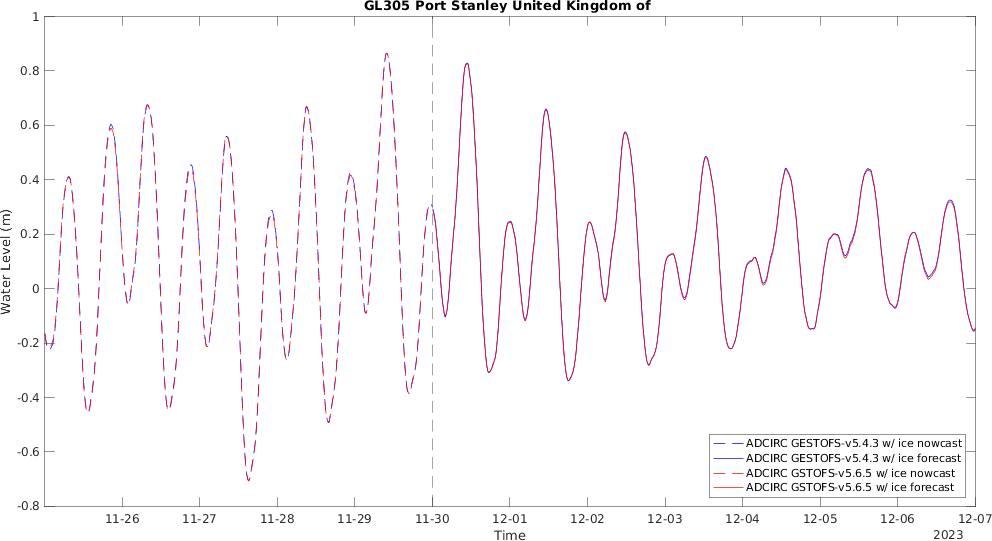 GL305 Port Stanley United Kingdom of
1
0.8
0.6
0.4
0.2
0
-0.2
-0.4
-0.6
-0.8
Water Level (m)
ADCIRC GESTOFS-v5.4.3 w/ ice nowcast
ADCIRC GESTOFS-v5.4.3 w/ ice forecast
ADCIRC GSTOFS-v5.6.5 w/ ice nowcast
ADCIRC GSTOFS-v5.6.5 w/ ice forecast
11-26 11-27 11-28 11-29 11-30 12-01 12-02 12-03 12-04 12-05 12-06 12-07
Time
2023